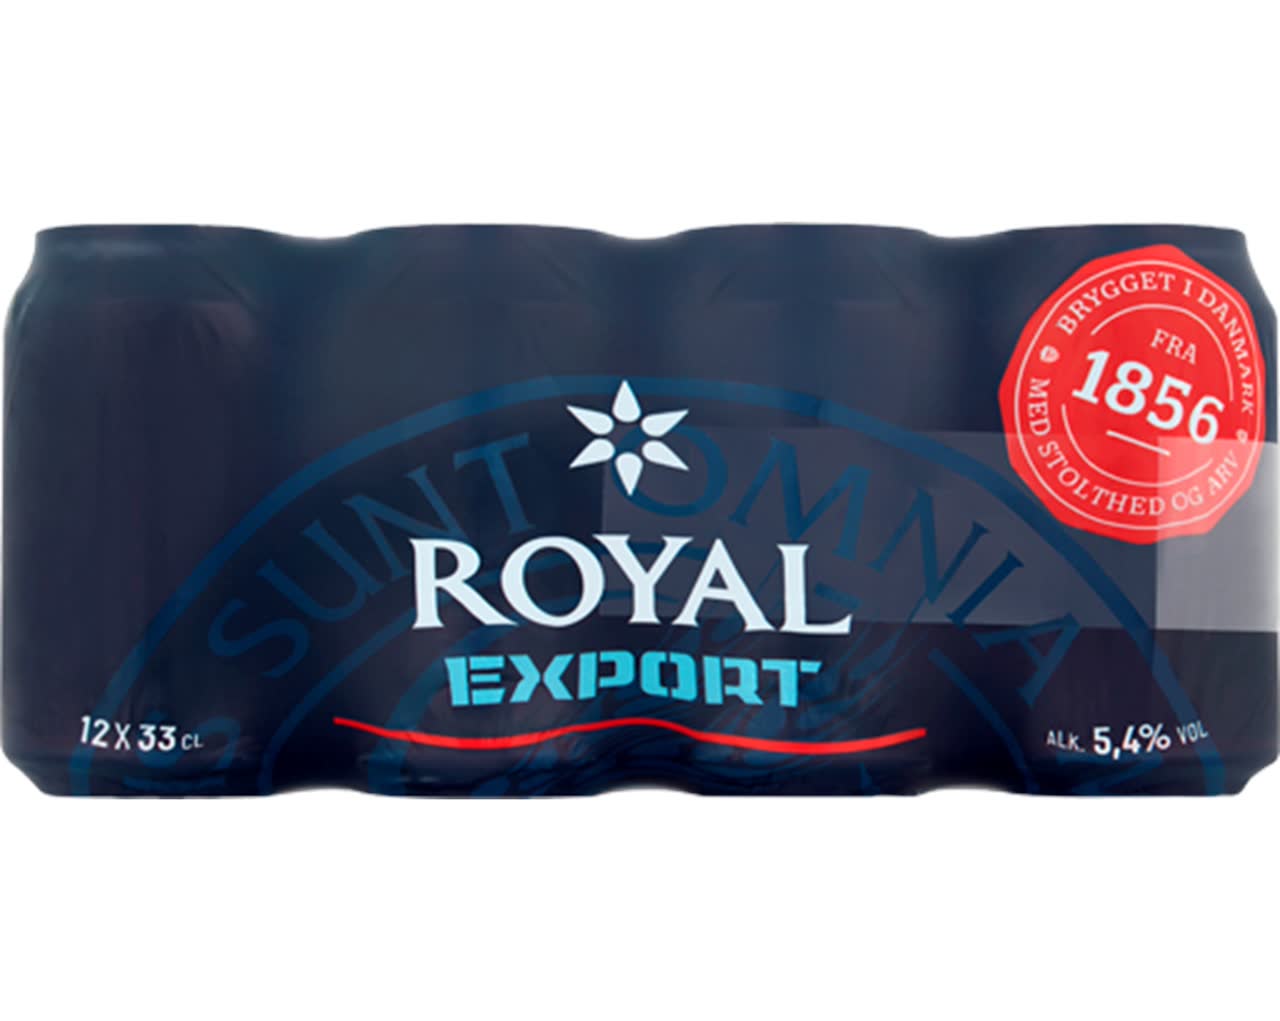 BRYGGET I DANMARK
FRA
1856
MED STOLTHED OG ARV
SUNT OMNIA
ROYAL
EXPORT
12 X 33 CL
ALK. 5,4% VOL